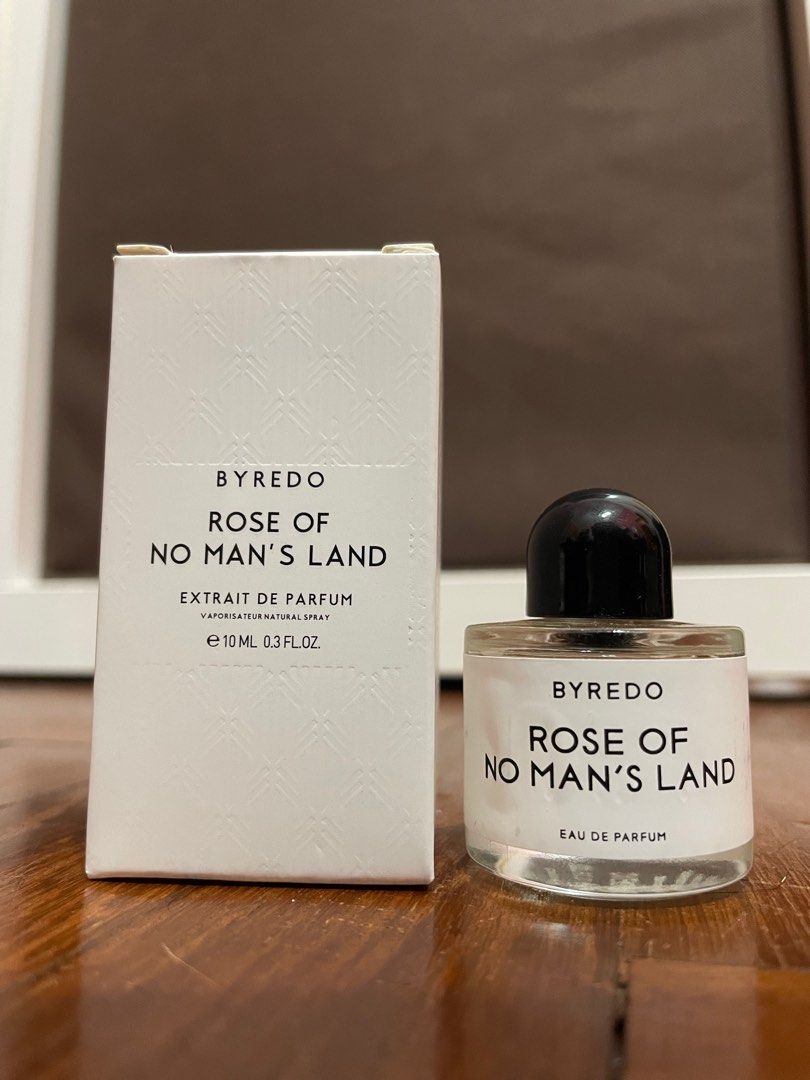 BYREDO
ROSE OF
NO MAN'S LAND
EXTRAIT DE PARFUM
VAPORISATEUR NATURAL SPRAY
℮ 10 ML 0.3 FL.OZ.
BYREDO
ROSE OF
NO MAN'S LAND
EAU DE PARFUM